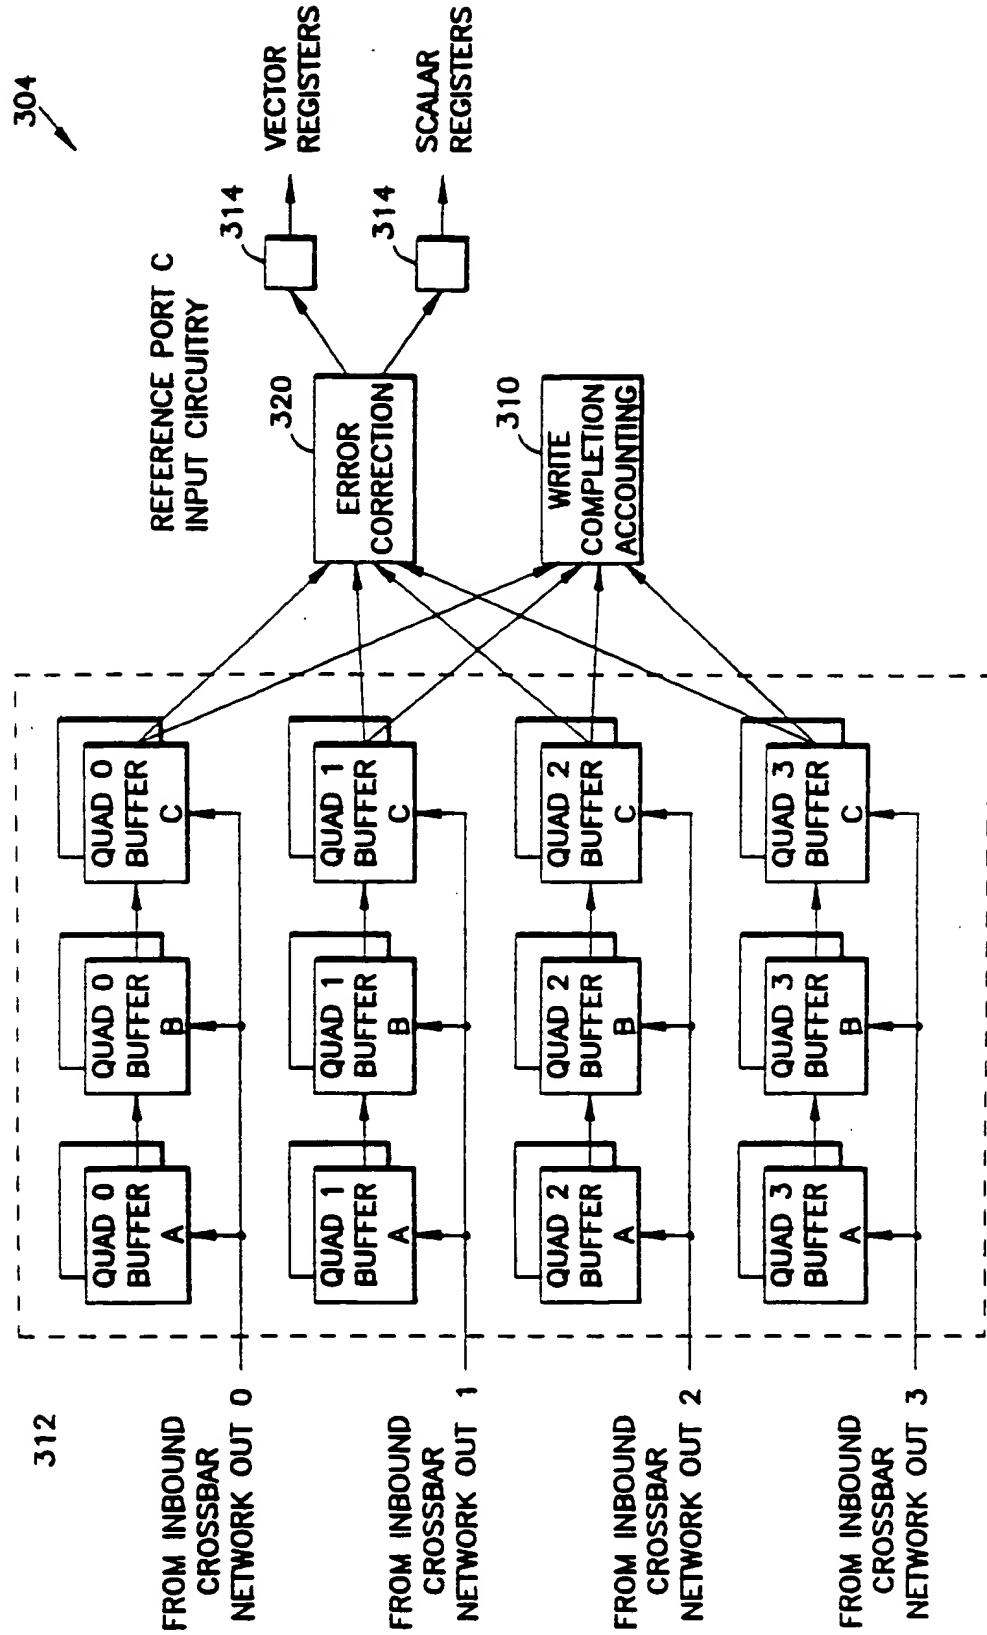 304
REFERENCE PORT C
INPUT CIRCUITRY
312
FROM INBOUND
CROSSBAR
NETWORK OUT 0
QUAD 0
BUFFER
A
QUAD 0
BUFFER
B
QUAD 0
BUFFER
C
FROM INBOUND
CROSSBAR
NETWORK OUT 1
QUAD 1
BUFFER
A
QUAD 1
BUFFER
B
QUAD 1
BUFFER
C
FROM INBOUND
CROSSBAR
NETWORK OUT 2
QUAD 2
BUFFER
A
QUAD 2
BUFFER
B
QUAD 2
BUFFER
C
FROM INBOUND
CROSSBAR
NETWORK OUT 3
QUAD 3
BUFFER
A
QUAD 3
BUFFER
B
QUAD 3
BUFFER
C
320
ERROR
CORRECTION
310
WRITE
COMPLETION
ACCOUNTING
314
VECTOR
REGISTERS
314
SCALAR
REGISTERS